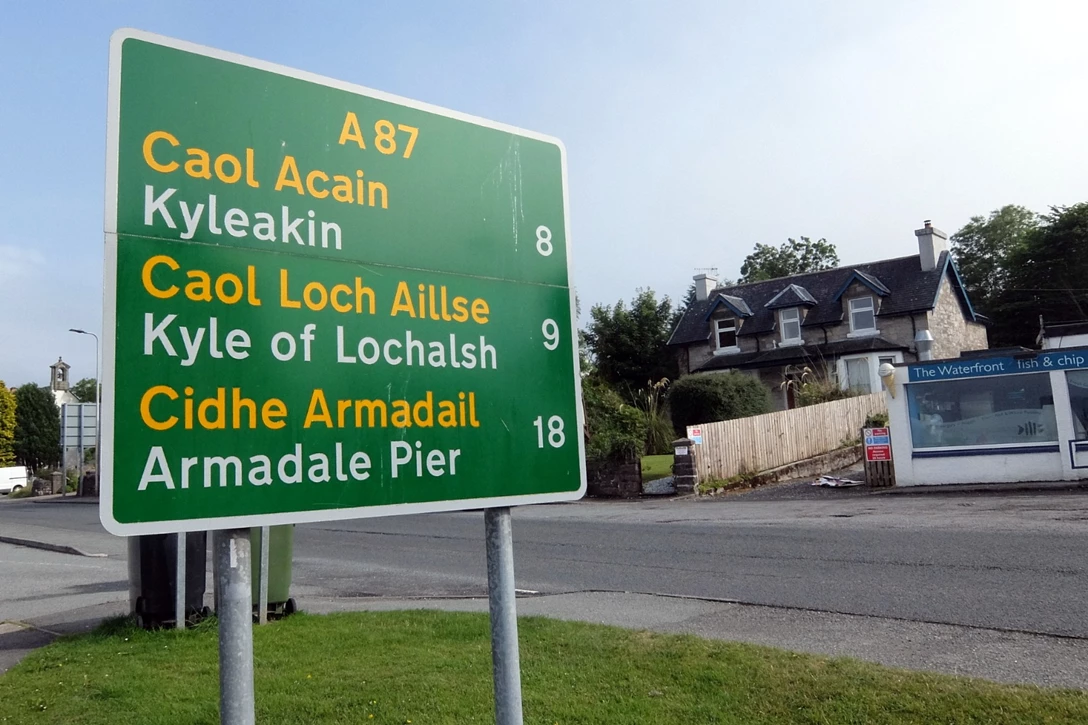 A87
Caol Acain
Kyleakin 8
Caol Loch Aillse
Kyle of Lochalsh 9
Cidhe Armadail
Armadale Pier 18
The Waterfront fish & chip